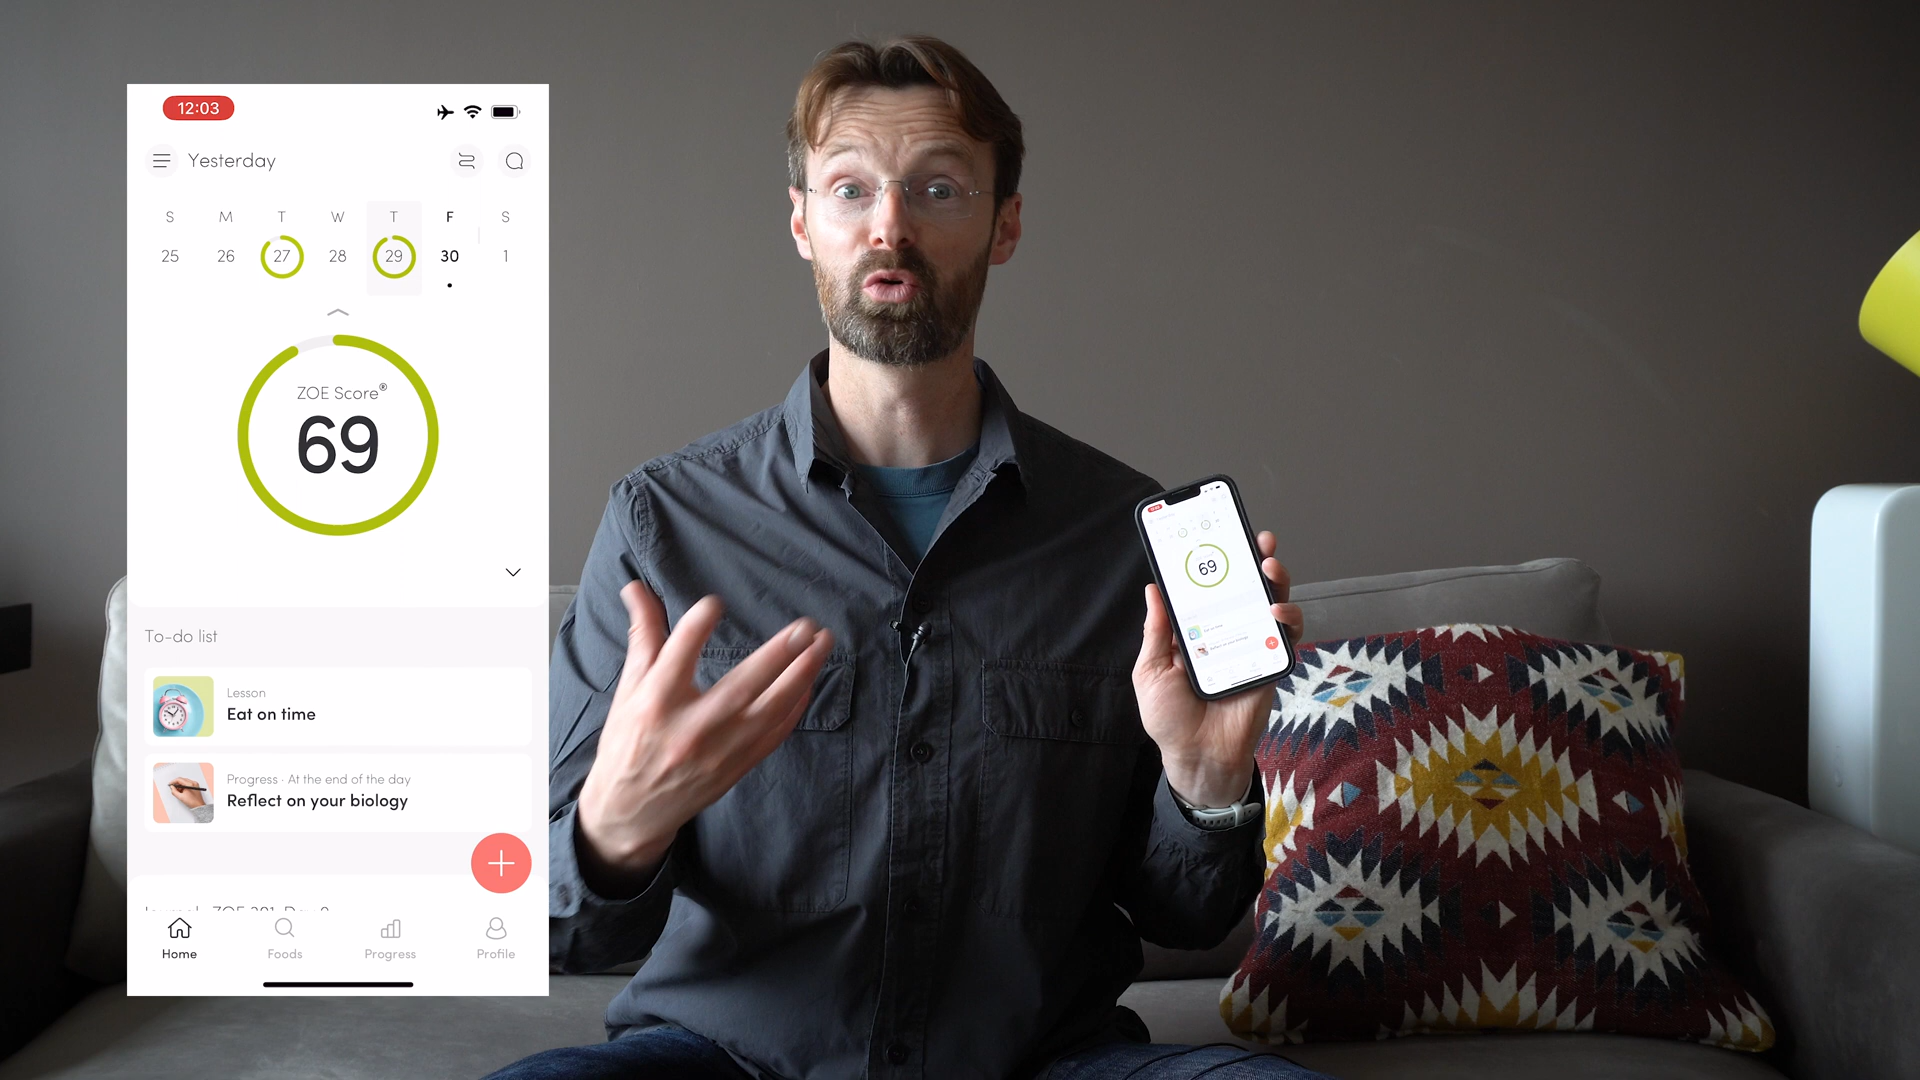 12:03
Yesterday
S M T W T F S
25 26 27 28 29 30 1
ZOE Score®
69
To-do list
Lesson
Eat on time
Progress · At the end of the day
Reflect on your biology
Home Foods Progress Profile
69